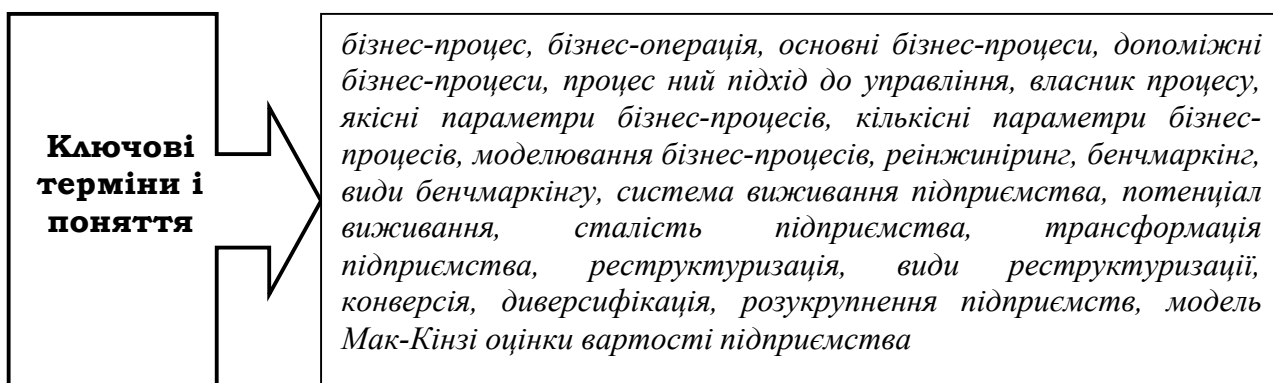 Ключові
терміни і
поняття
бізнес-процес, бізнес-операція, основні бізнес-процеси, допоміжні
бізнес-процеси, процес ний підхід до управління, власник процесу,
якісні параметри бізнес-процесів, кількісні параметри бізнес-
процесів, моделювання бізнес-процесів, реінжиніринг, бенчмаркінг,
види бенчмаркінгу, система виживання підприємства, потенціал
виживання, сталість підприємства, трансформація
підприємства, реструктуризація, види реструктуризації,
конверсія, диверсифікація, розукрупнення підприємств, модель
Мак-Кінзі оцінки вартості підприємства